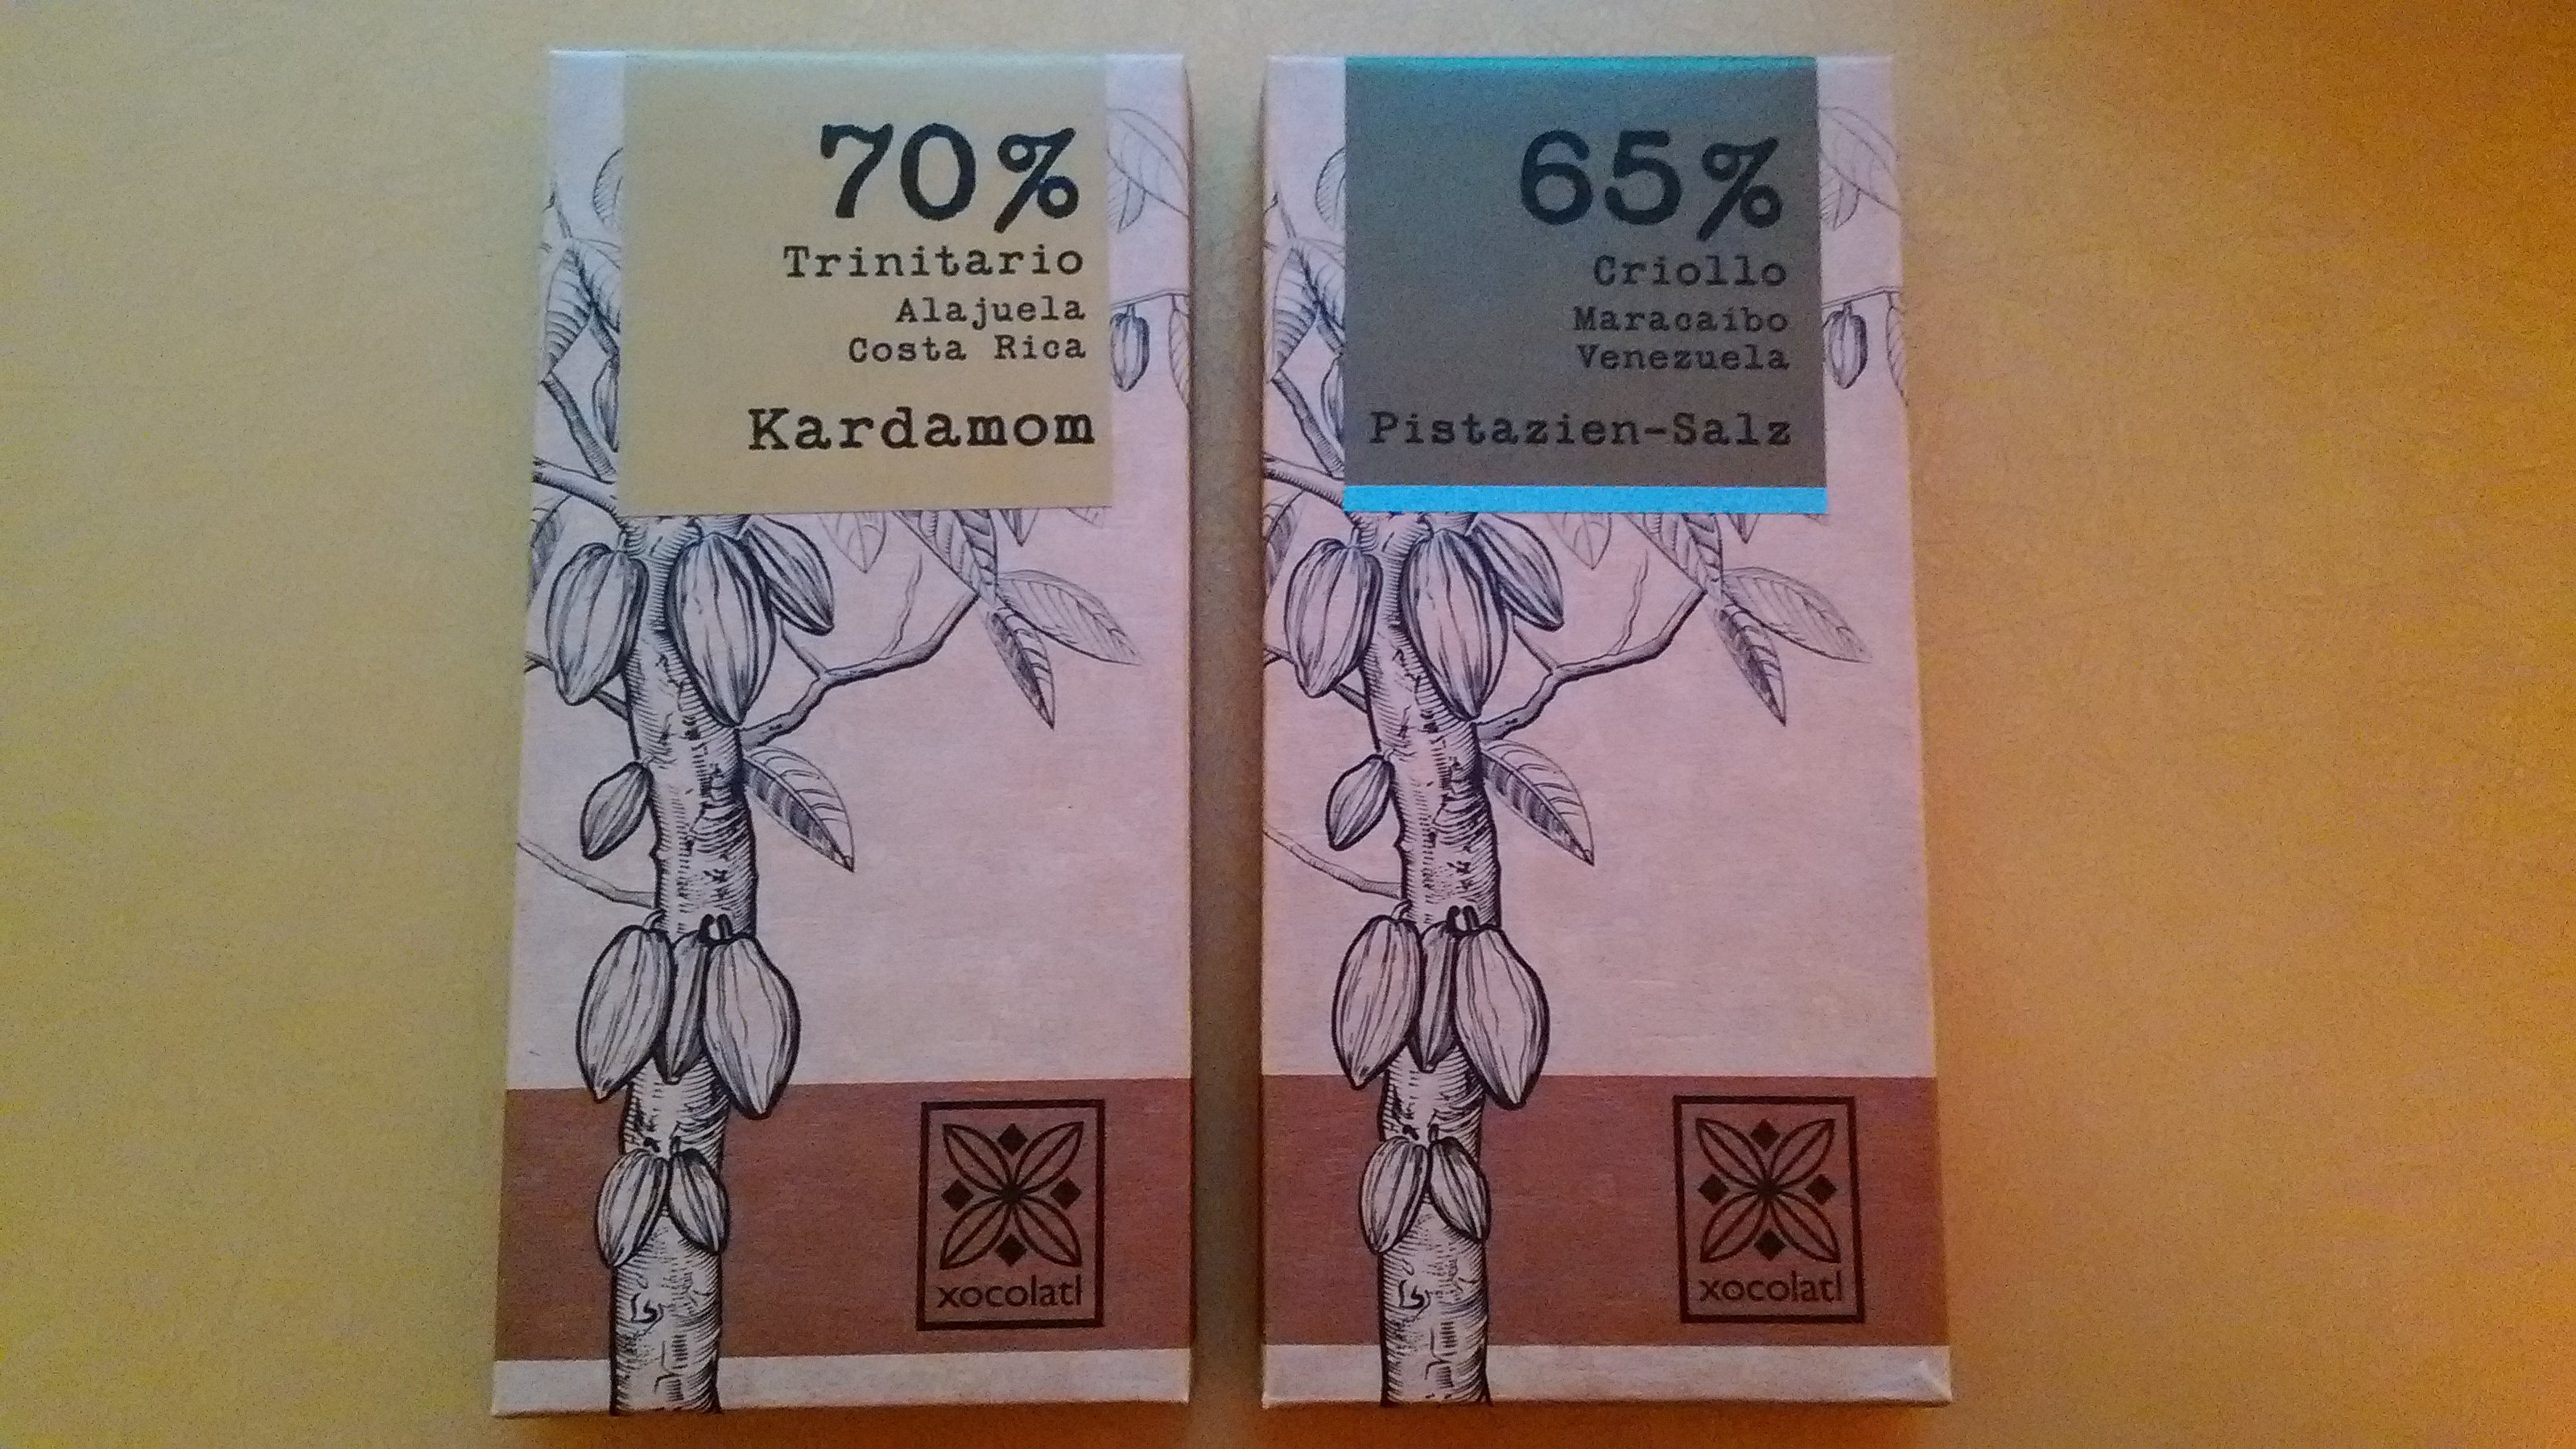 70%
Trinitario
Alajuela
Costa Rica
Kardamom
xocolatl
65%
Criollo
Maracaibo
Venezuela
Pistazien-Salz
xocolatl